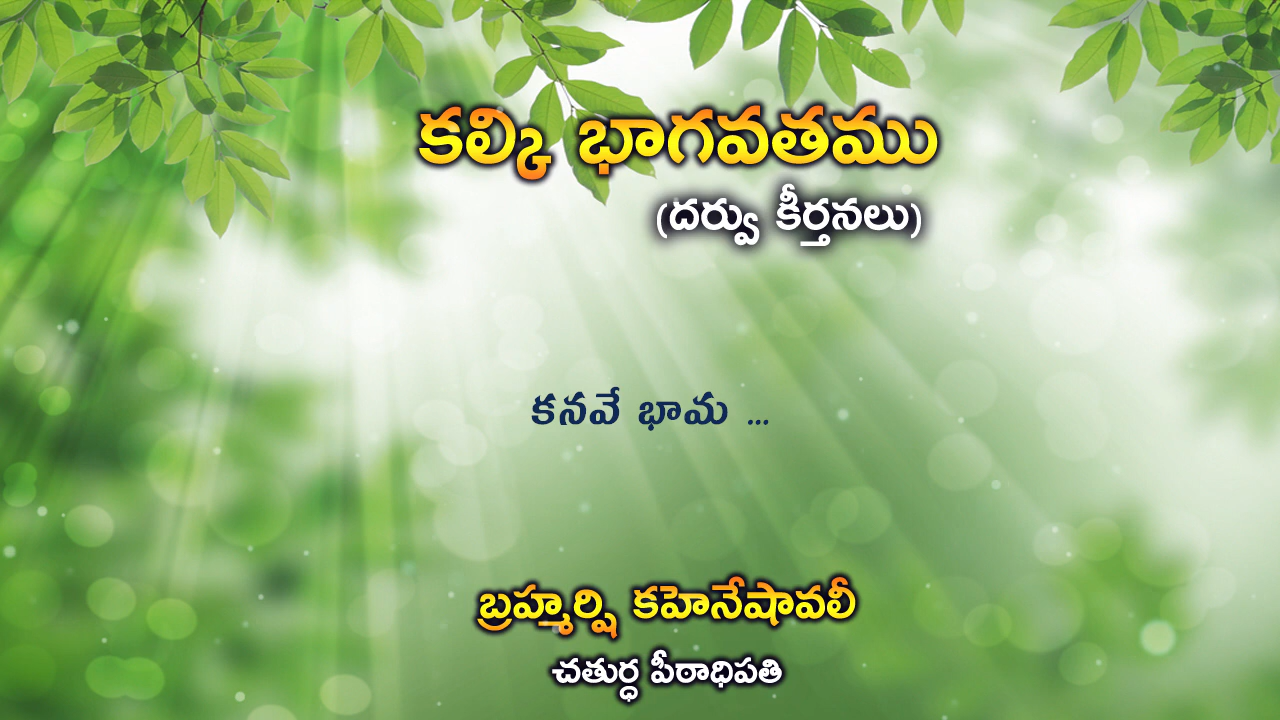 కల్కి భాగవతము
(దర్వు కీర్తనలు)
కనవే భామ ...
బ్రహ్మర్షి కహెనేషావలీ
చతుర్ధ పీఠాధిపతి